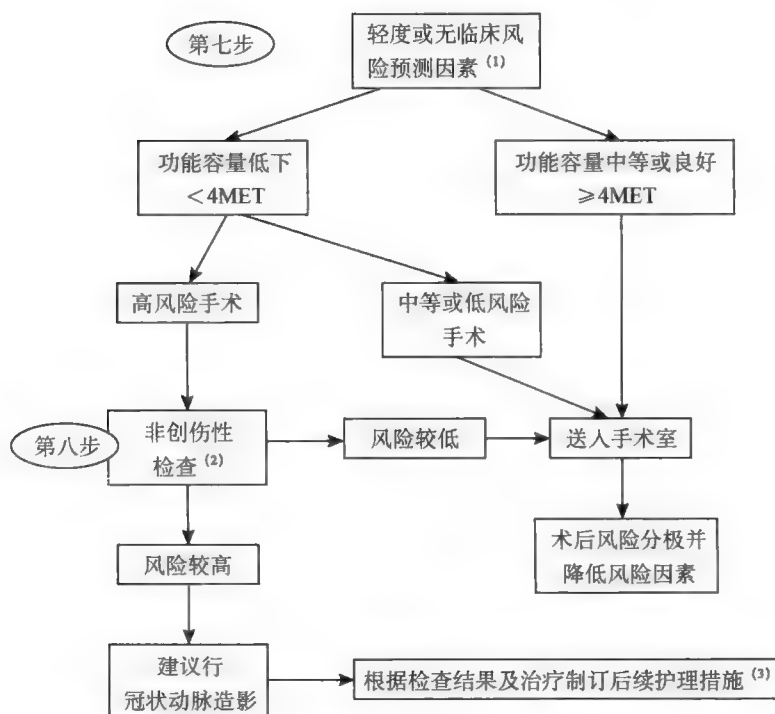 第七步
轻度或无临床风
险预测因素 (1)
功能容量低下
＜4MET
功能容量中等或良好
≥4MET
高风险手术
中等或低风险
手术
第八步
非创伤性
检查 (2)
风险较低
送入手术室
风险较高
术后风险分极并
降低风险因素
建议行
冠状动脉造影
根据检查结果及治疗制订后续护理措施 (3)